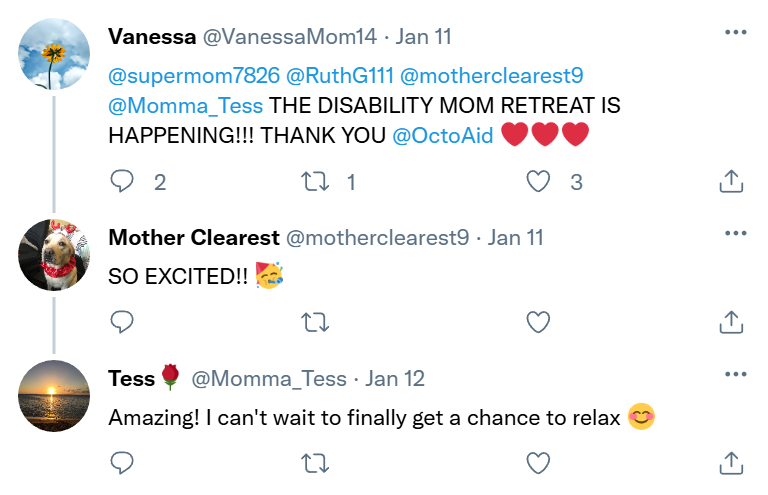 Vanessa @VanessaMom14 · Jan 11
@supermom7826 @RuthG111 @motherclearest9
@Momma_Tess THE DISABILITY MOM RETREAT IS
HAPPENING!!! THANK YOU @OctoAid ❤️❤️❤️
2 1 3
Mother Clearest @motherclearest9 · Jan 11
SO EXCITED!! 🥳
Tess🌹 @Momma_Tess · Jan 12
Amazing! I can't wait to finally get a chance to relax 😊